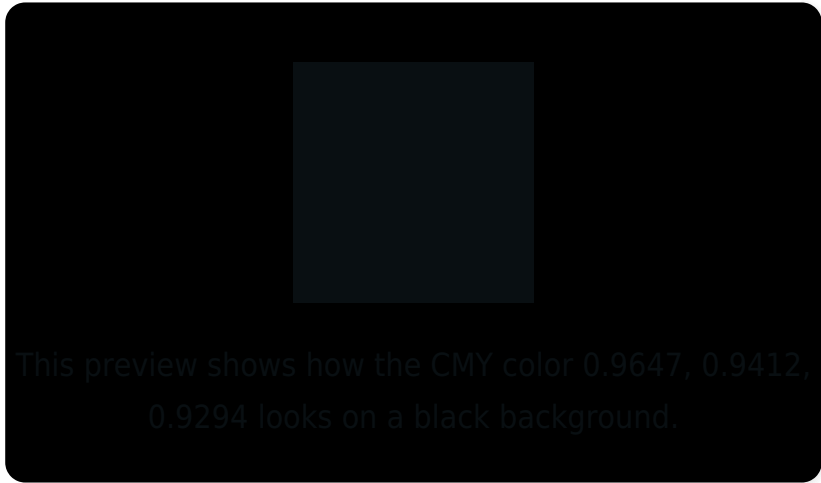 This preview shows how the CMY color 0.9647, 0.9412,
0.9294 looks on a black background.